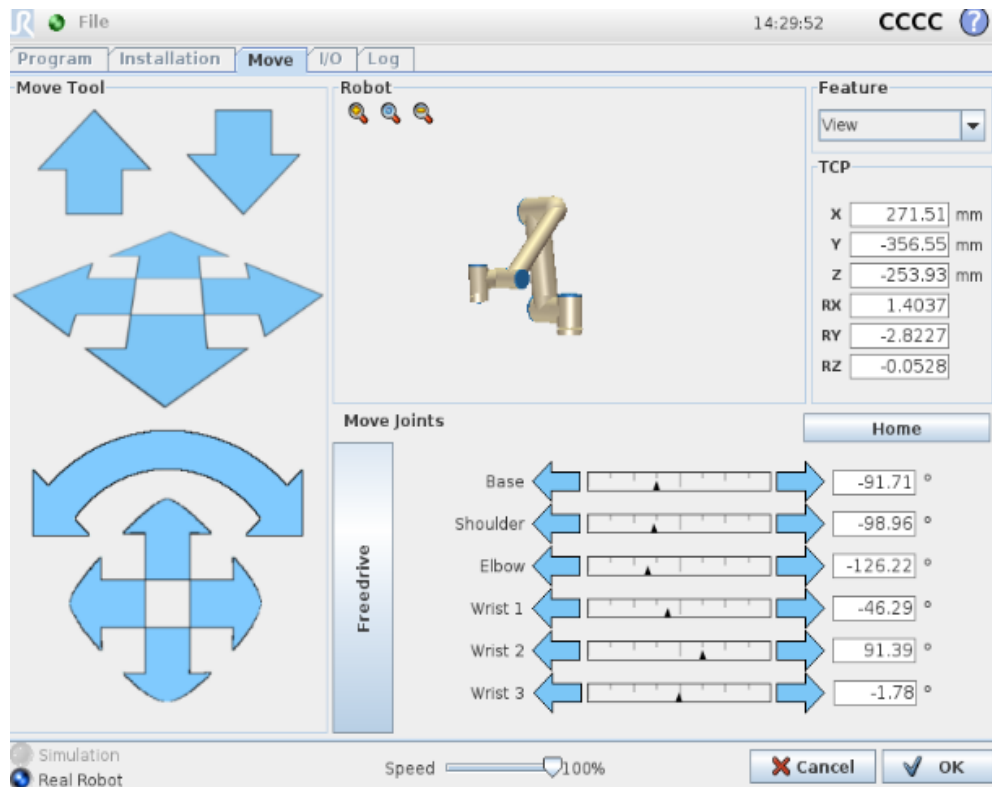 UR File 14:29:52 CCCC ?
Program Installation Move I/O Log
Move Tool
Robot
Feature
View
TCP
X 271.51 mm
Y -356.55 mm
Z -253.93 mm
RX 1.4037
RY -2.8227
RZ -0.0528
Move Joints
Home
Freedrive
Base -91.71 °
Shoulder -98.96 °
Elbow -126.22 °
Wrist 1 -46.29 °
Wrist 2 91.39 °
Wrist 3 -1.78 °
Simulation
Real Robot
Speed 100%
Cancel
OK